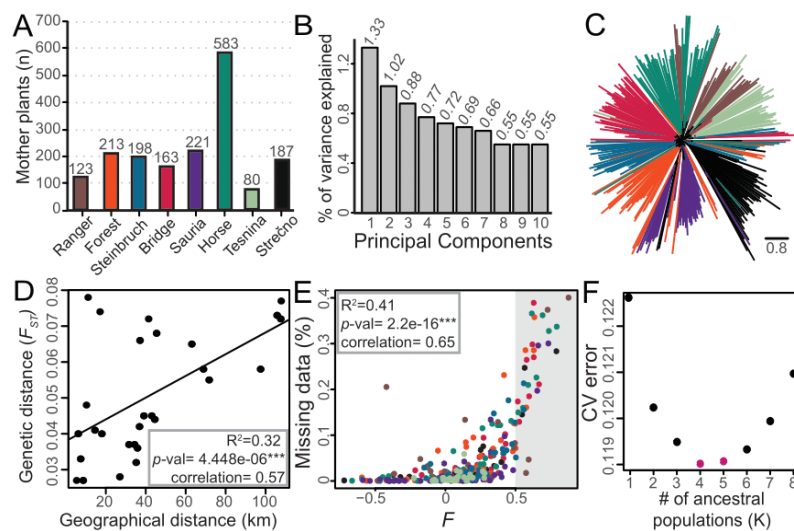 A
Mother plants (n)
700
600
500
400
300
200
100
0
123
213
198
163
221
583
80
187
Ranger
Forest
Steinbruch
Bridge
Sauria
Horse
Tesnina
Strečno
B
% of variance explained
1.2
0.8
0.4
0
1.33
1.02
0.88
0.77
0.72
0.69
0.66
0.55
0.55
0.55
1 2 3 4 5 6 7 8 9 10
Principal Components
C
0.8
D
Genetic distance (FST)
0.08
0.07
0.06
0.05
0.04
0.03
R²=0.32
p-val= 4.448e-06***
correlation= 0.57
0 20 40 60 80 100
Geographical distance (km)
E
Missing data (%)
0.4
0.3
0.2
0.1
0
R²=0.41
p-val= 2.2e-16***
correlation= 0.65
−0.5 0.0 0.5
F
F
CV error
0.122
0.121
0.120
0.119
1 2 3 4 5 6 7 8
# of ancestral
populations (K)